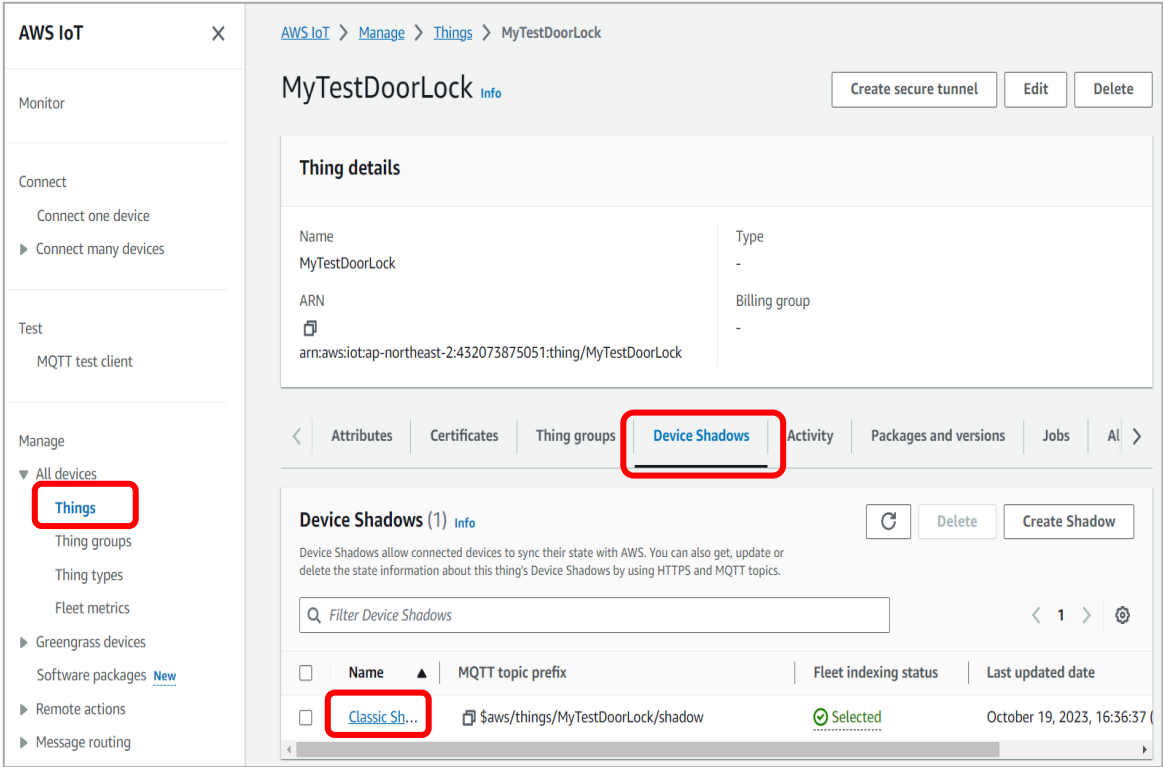 AWS IoT
Monitor
Connect
Connect one device
Connect many devices
Test
MQTT test client
Manage
All devices
Things
Thing groups
Thing types
Fleet metrics
Greengrass devices
Software packages New
Remote actions
Message routing
AWS IoT Manage Things MyTestDoorLock
MyTestDoorLock Info
Create secure tunnel Edit Delete
Thing details
Name
MyTestDoorLock
ARN
arn:aws:iot:ap-northeast-2:432073875051:thing/MyTestDoorLock
Type
-
Billing group
-
Attributes Certificates Thing groups Device Shadows Activity Packages and versions Jobs Al
Device Shadows (1) Info
Delete Create Shadow
Device Shadows allow connected devices to sync their state with AWS. You can also get, update or
delete the state information about this thing's Device Shadows by using HTTPS and MQTT topics.
Filter Device Shadows
1
Name MQTT topic prefix Fleet indexing status Last updated date
Classic Sh... $aws/things/MyTestDoorLock/shadow Selected October 19, 2023, 16:36:37 (